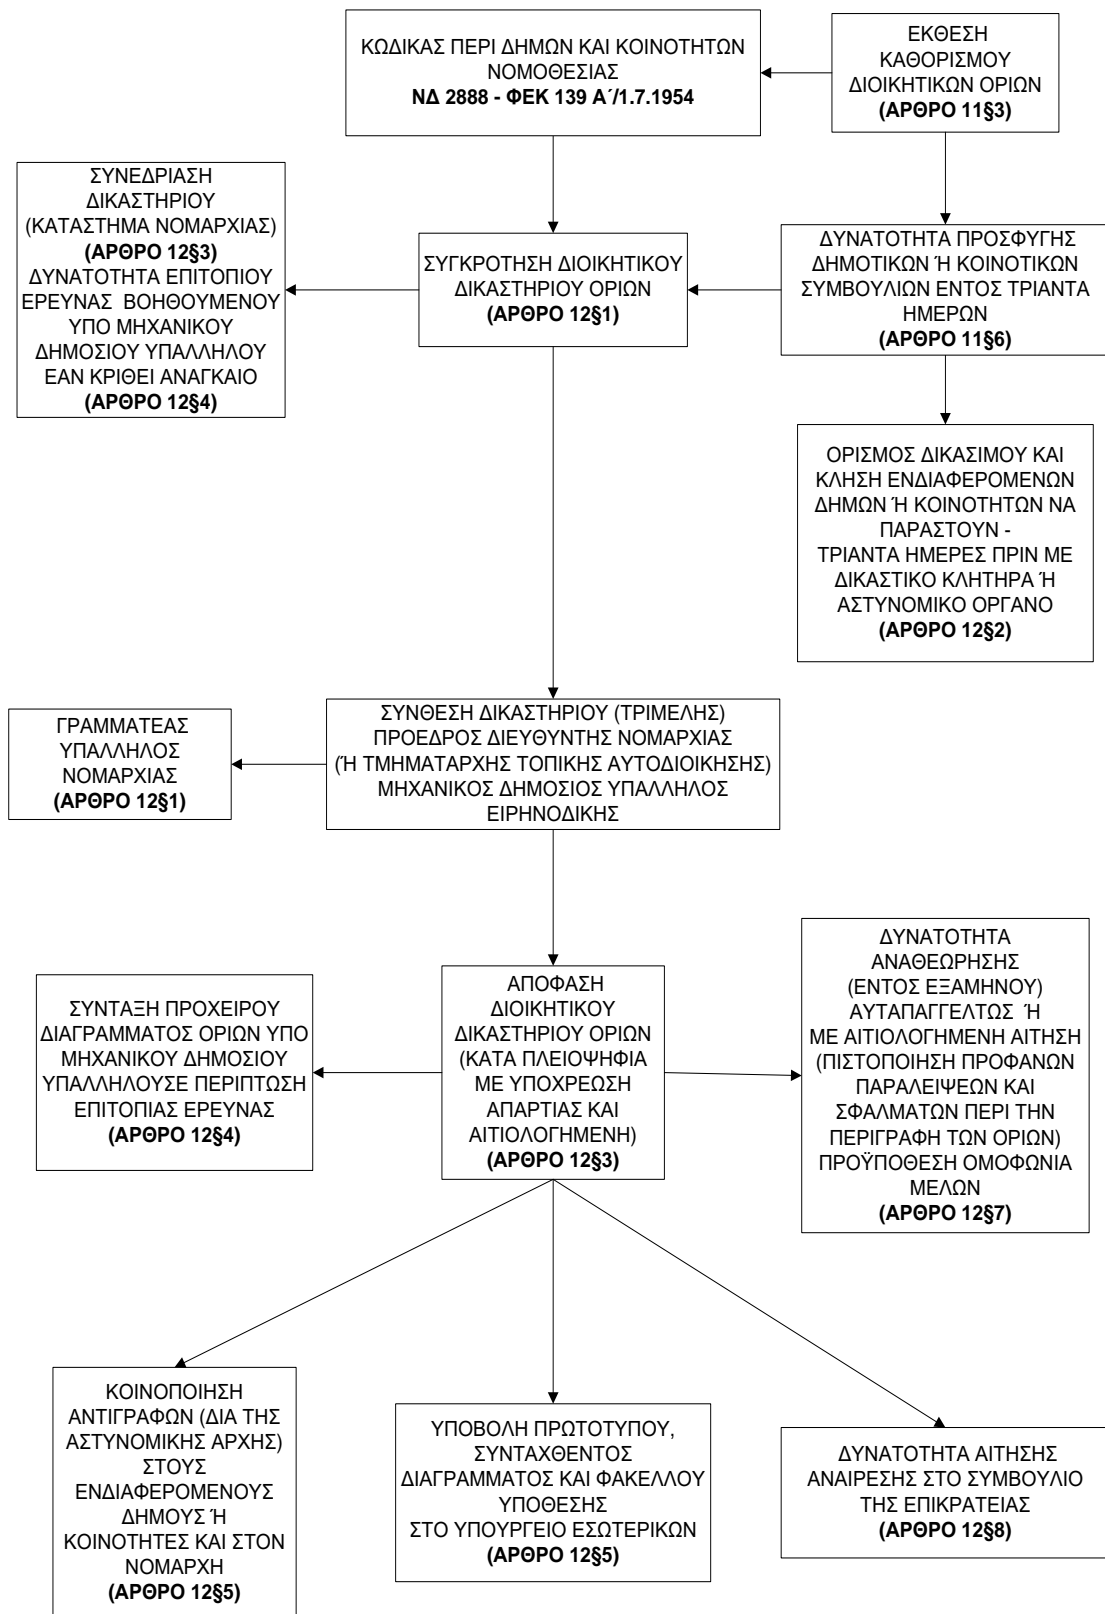 ΚΩΔΙΚΑΣ ΠΕΡΙ ΔΗΜΩΝ ΚΑΙ ΚΟΙΝΟΤΗΤΩΝ
ΝΟΜΟΘΕΣΙΑΣ
ΝΔ 2888 - ΦΕΚ 139 Α΄/1.7.1954
ΕΚΘΕΣΗ
ΚΑΘΟΡΙΣΜΟΥ
ΔΙΟΙΚΗΤΙΚΩΝ ΟΡΙΩΝ
(ΑΡΘΡΟ 11§3)
ΣΥΝΕΔΡΙΑΣΗ
ΔΙΚΑΣΤΗΡΙΟΥ
(ΚΑΤΑΣΤΗΜΑ ΝΟΜΑΡΧΙΑΣ)
(ΑΡΘΡΟ 12§3)
ΔΥΝΑΤΟΤΗΤΑ ΕΠΙΤΟΠΙΟΥ
ΕΡΕΥΝΑΣ ΒΟΗΘΟΥΜΕΝΟΥ
ΥΠΟ ΜΗΧΑΝΙΚΟΥ
ΔΗΜΟΣΙΟΥ ΥΠΑΛΛΗΛΟΥ
ΕΑΝ ΚΡΙΘΕΙ ΑΝΑΓΚΑΙΟ
(ΑΡΘΡΟ 12§4)
ΣΥΓΚΡΟΤΗΣΗ ΔΙΟΙΚΗΤΙΚΟΥ
ΔΙΚΑΣΤΗΡΙΟΥ ΟΡΙΩΝ
(ΑΡΘΡΟ 12§1)
ΔΥΝΑΤΟΤΗΤΑ ΠΡΟΣΦΥΓΗΣ
ΔΗΜΟΤΙΚΩΝ Ή ΚΟΙΝΟΤΙΚΩΝ
ΣΥΜΒΟΥΛΙΩΝ ΕΝΤΟΣ ΤΡΙΑΝΤΑ
ΗΜΕΡΩΝ
(ΑΡΘΡΟ 11§6)
ΟΡΙΣΜΟΣ ΔΙΚΑΣΙΜΟΥ ΚΑΙ
ΚΛΗΣΗ ΕΝΔΙΑΦΕΡΟΜΕΝΩΝ
ΔΗΜΩΝ Ή ΚΟΙΝΟΤΗΤΩΝ ΝΑ
ΠΑΡΑΣΤΟΥΝ -
ΤΡΙΑΝΤΑ ΗΜΕΡΕΣ ΠΡΙΝ ΜΕ
ΔΙΚΑΣΤΙΚΟ ΚΛΗΤΗΡΑ Ή
ΑΣΤΥΝΟΜΙΚΟ ΟΡΓΑΝΟ
(ΑΡΘΡΟ 12§2)
ΣΥΝΘΕΣΗ ΔΙΚΑΣΤΗΡΙΟΥ (ΤΡΙΜΕΛΗΣ)
ΠΡΟΕΔΡΟΣ ΔΙΕΥΘΥΝΤΗΣ ΝΟΜΑΡΧΙΑΣ
(Ή ΤΜΗΜΑΤΑΡΧΗΣ ΤΟΠΙΚΗΣ ΑΥΤΟΔΙΟΙΚΗΣΗΣ)
ΜΗΧΑΝΙΚΟΣ ΔΗΜΟΣΙΟΣ ΥΠΑΛΛΗΛΟΣ
ΕΙΡΗΝΟΔΙΚΗΣ
ΓΡΑΜΜΑΤΕΑΣ
ΥΠΑΛΛΗΛΟΣ
ΝΟΜΑΡΧΙΑΣ
(ΑΡΘΡΟ 12§1)
ΣΥΝΤΑΞΗ ΠΡΟΧΕΙΡΟΥ
ΔΙΑΓΡΑΜΜΑΤΟΣ ΟΡΙΩΝ ΥΠΟ
ΜΗΧΑΝΙΚΟΥ ΔΗΜΟΣΙΟΥ
ΥΠΑΛΛΗΛΟΥΣΕ ΠΕΡΙΠΤΩΣΗ
ΕΠΙΤΟΠΙΑΣ ΕΡΕΥΝΑΣ
(ΑΡΘΡΟ 12§4)
ΑΠΟΦΑΣΗ
ΔΙΟΙΚΗΤΙΚΟΥ
ΔΙΚΑΣΤΗΡΙΟΥ ΟΡΙΩΝ
(ΚΑΤΑ ΠΛΕΙΟΨΗΦΙΑ
ΜΕ ΥΠΟΧΡΕΩΣΗ
ΑΠΑΡΤΙΑΣ ΚΑΙ
ΑΙΤΙΟΛΟΓΗΜΕΝΗ)
(ΑΡΘΡΟ 12§3)
ΔΥΝΑΤΟΤΗΤΑ
ΑΝΑΘΕΩΡΗΣΗΣ
(ΕΝΤΟΣ ΕΞΑΜΗΝΟΥ)
ΑΥΤΑΠΑΓΓΕΛΤΩΣ Ή
ΜΕ ΑΙΤΙΟΛΟΓΗΜΕΝΗ ΑΙΤΗΣΗ
(ΠΙΣΤΟΠΟΙΗΣΗ ΠΡΟΦΑΝΩΝ
ΠΑΡΑΛΕΙΨΕΩΝ ΚΑΙ
ΣΦΑΛΜΑΤΩΝ ΠΕΡΙ ΤΗΝ
ΠΕΡΙΓΡΑΦΗ ΤΩΝ ΟΡΙΩΝ)
ΠΡΟΫΠΟΘΕΣΗ ΟΜΟΦΩΝΙΑ
ΜΕΛΩΝ
(ΑΡΘΡΟ 12§7)
ΚΟΙΝΟΠΟΙΗΣΗ
ΑΝΤΙΓΡΑΦΩΝ (ΔΙΑ ΤΗΣ
ΑΣΤΥΝΟΜΙΚΗΣ ΑΡΧΗΣ)
ΣΤΟΥΣ
ΕΝΔΙΑΦΕΡΟΜΕΝΟΥΣ
ΔΗΜΟΥΣ Ή
ΚΟΙΝΟΤΗΤΕΣ ΚΑΙ ΣΤΟΝ
ΝΟΜΑΡΧΗ
(ΑΡΘΡΟ 12§5)
ΥΠΟΒΟΛΗ ΠΡΩΤΟΤΥΠΟΥ,
ΣΥΝΤΑΧΘΕΝΤΟΣ
ΔΙΑΓΡΑΜΜΑΤΟΣ ΚΑΙ ΦΑΚΕΛΛΟΥ
ΥΠΟΘΕΣΗΣ
ΣΤΟ ΥΠΟΥΡΓΕΙΟ ΕΣΩΤΕΡΙΚΩΝ
(ΑΡΘΡΟ 12§5)
ΔΥΝΑΤΟΤΗΤΑ ΑΙΤΗΣΗΣ
ΑΝΑΙΡΕΣΗΣ ΣΤΟ ΣΥΜΒΟΥΛΙΟ
ΤΗΣ ΕΠΙΚΡΑΤΕΙΑΣ
(ΑΡΘΡΟ 12§8)